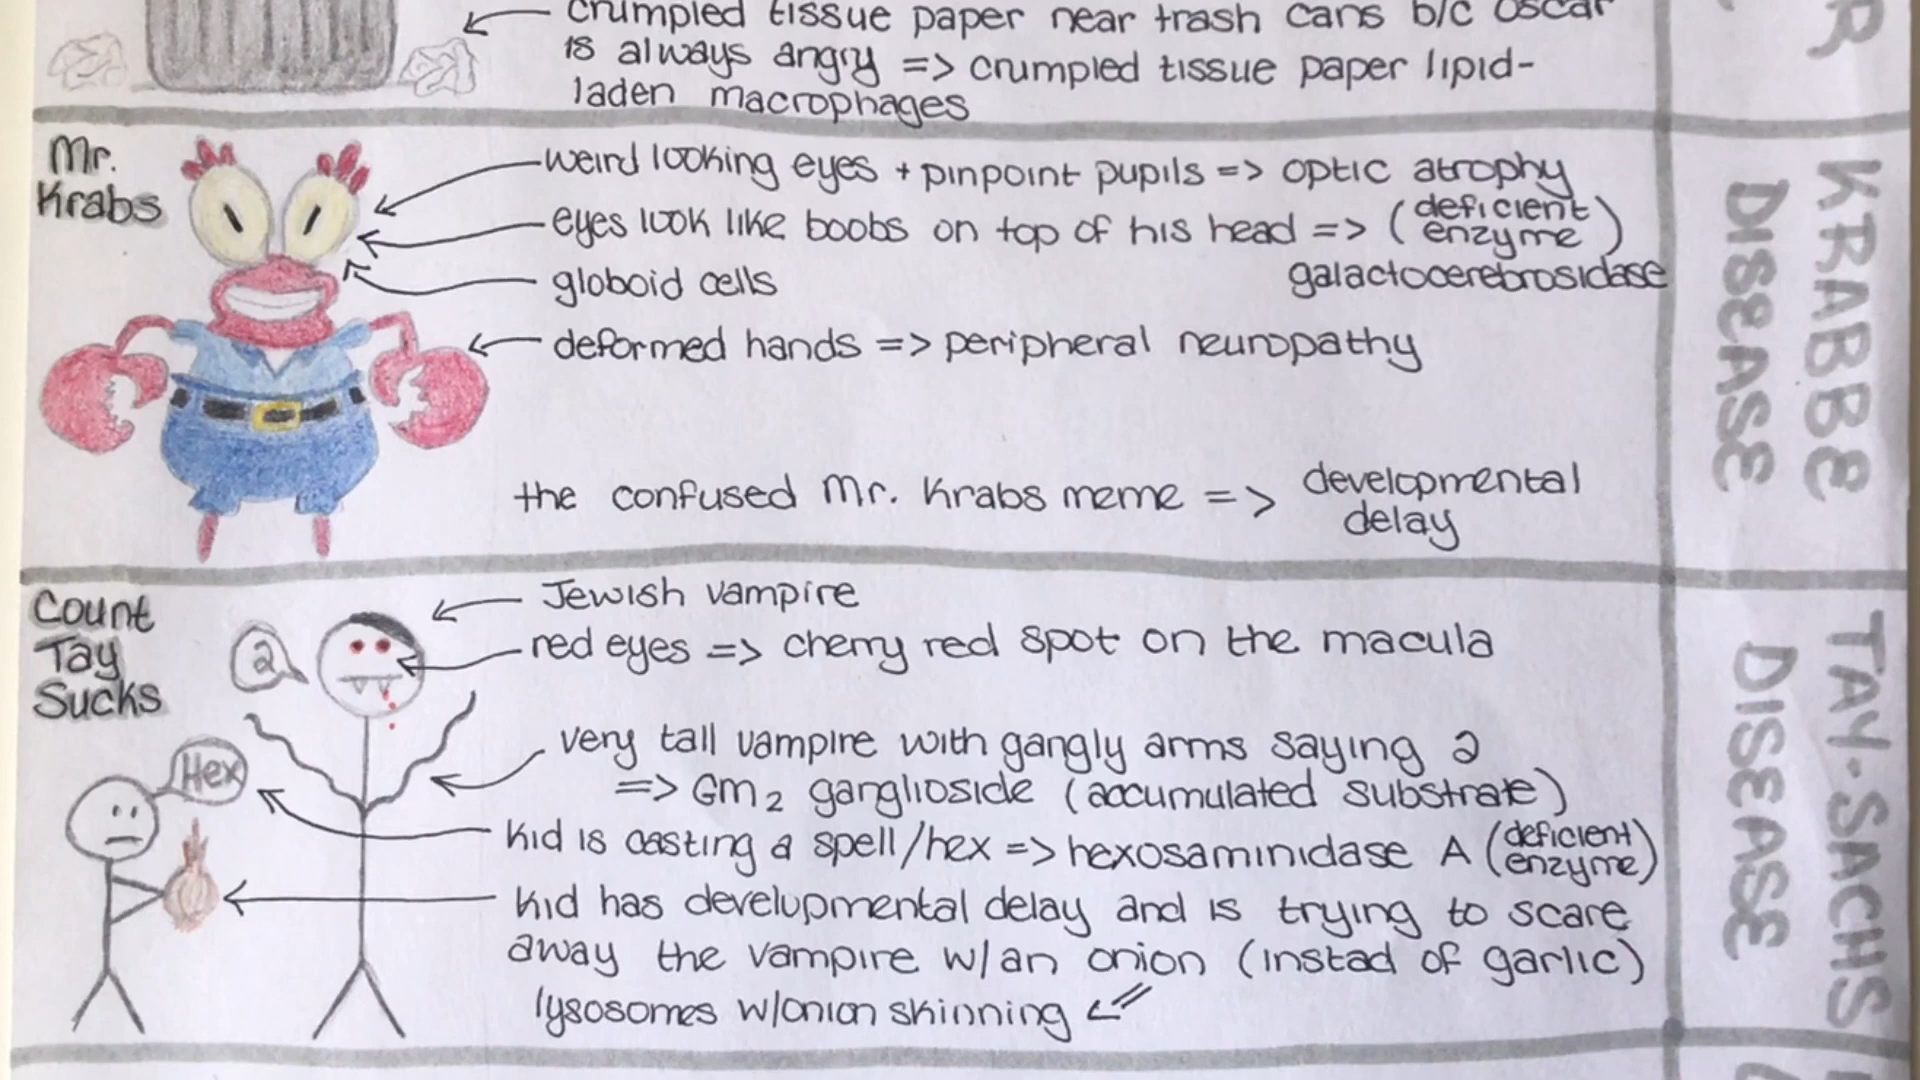 crumpled tissue paper near trash cans b/c oscar
is always angry => crumpled tissue paper lipid-
laden macrophages
R
Mr.
Krabs
weird looking eyes + pinpoint pupils => optic atrophy
eyes look like boobs on top of his head => (deficient enzyme)
galactocerebrosidase
globoid cells
deformed hands => peripheral neuropathy
the confused Mr. Krabs meme => developmental
delay
KRABBE
DISEASE
Count
Tay
Sucks
2
Hex
Jewish vampire
red eyes => cherry red spot on the macula
very tall vampire with gangly arms saying 2
=> GM2 ganglioside (accumulated substrate)
Kid is casting a spell/hex => hexosaminidase A (deficient enzyme)
Kid has developmental delay and is trying to scare
away the vampire w/an onion (instad of garlic)
lysosomes w/onion skinning
TAY-SACHS
DISEASE